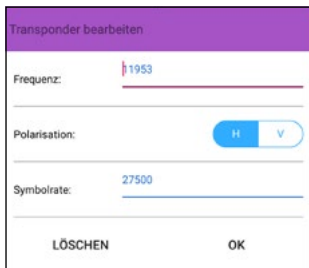 Transponder bearbeiten
Frequenz: 11953
Polarisation: H V
Symbolrate: 27500
LÖSCHEN OK